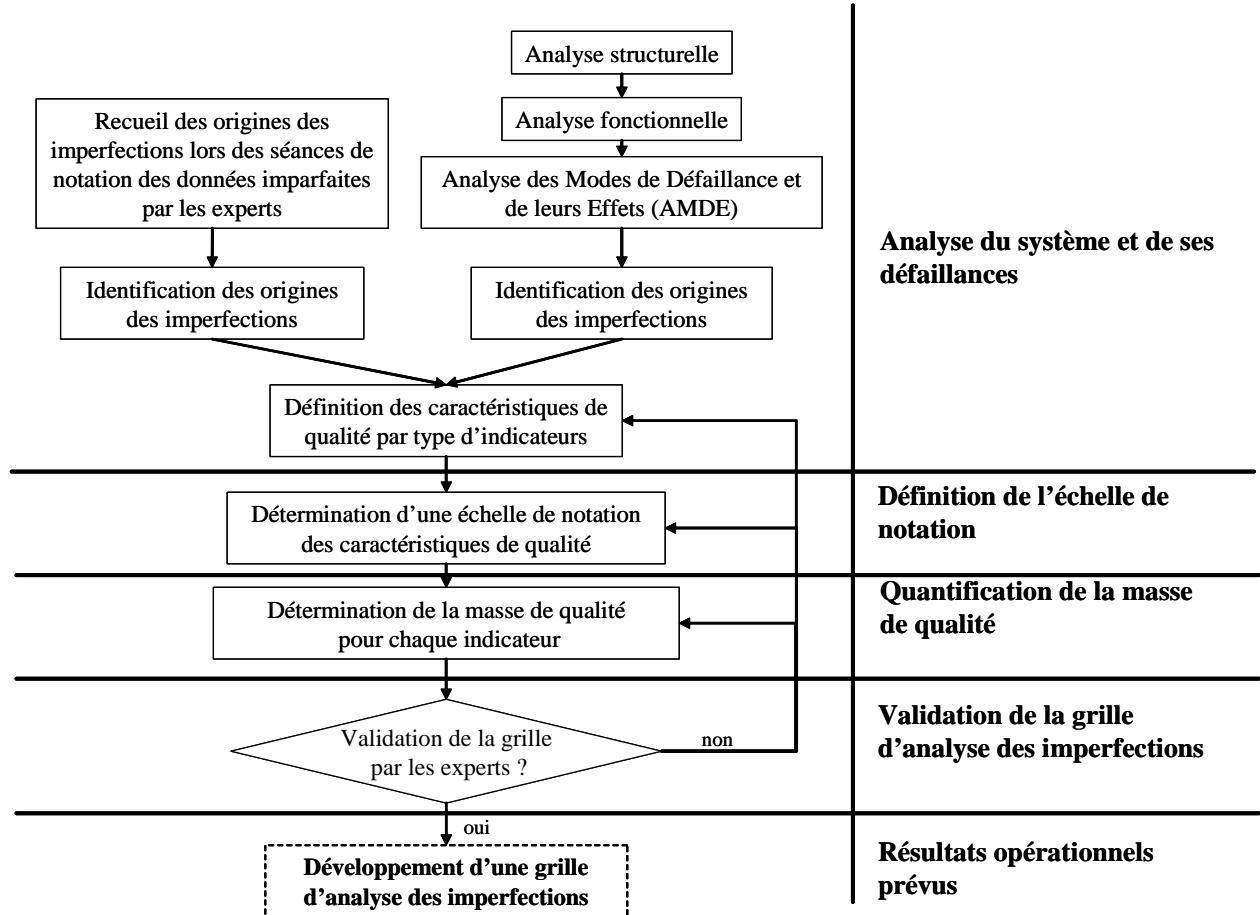 Analyse structurelle
Analyse fonctionnelle
Recueil des origines des
imperfections lors des séances de
notation des données imparfaites
par les experts
Analyse des Modes de Défaillance et
de leurs Effets (AMDE)
Identification des origines
des imperfections
Identification des origines
des imperfections
Définition des caractéristiques de
qualité par type d’indicateurs
Analyse du système et de ses
défaillances
Détermination d’une échelle de notation
des caractéristiques de qualité
Définition de l’échelle de
notation
Détermination de la masse de qualité
pour chaque indicateur
Quantification de la masse
de qualité
Validation de la grille
par les experts ?
non
Validation de la grille
d’analyse des imperfections
oui
Développement d’une grille
d’analyse des imperfections
Résultats opérationnels
prévus